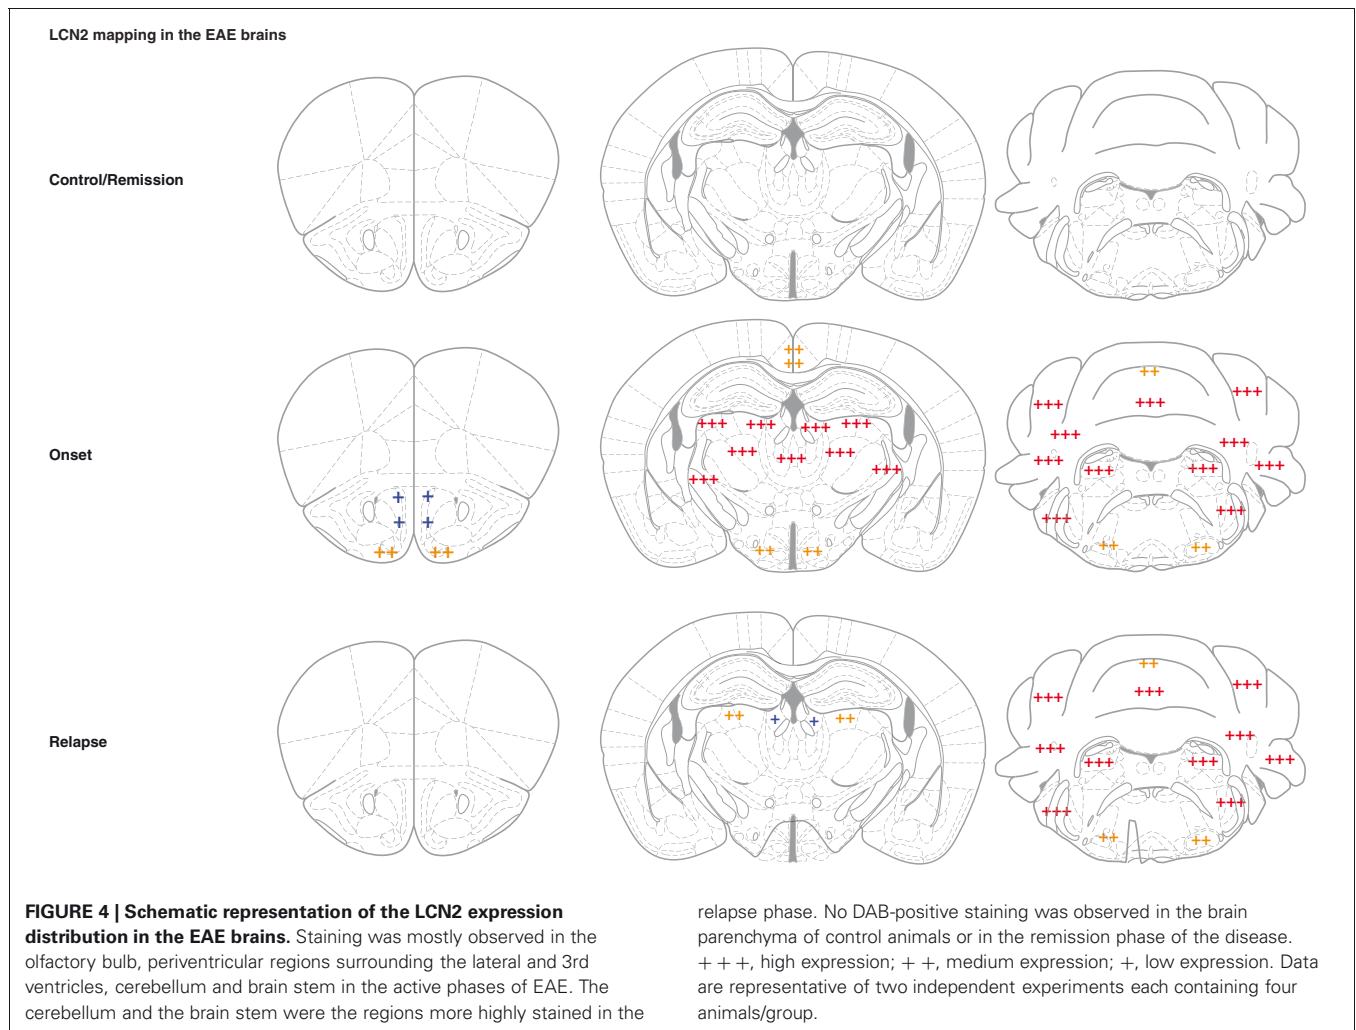 LCN2 mapping in the EAE brains
Control/Remission
Onset
++
++
+++ +++ +++ +++
+++ +++ +++
+++ +++
++ ++
+ +
+ +
++ ++
++
+++ +++ +++
+++ +++
+++ +++ +++ +++
+++ +++
++ ++
Relapse
++ + + ++
++
+++ +++ +++
+++ +++
+++ +++ +++
+++ +++
++ ++
FIGURE 4 | Schematic representation of the LCN2 expression
distribution in the EAE brains. Staining was mostly observed in the
olfactory bulb, periventricular regions surrounding the lateral and 3rd
ventricles, cerebellum and brain stem in the active phases of EAE. The
cerebellum and the brain stem were the regions more highly stained in the
relapse phase. No DAB-positive staining was observed in the brain
parenchyma of control animals or in the remission phase of the disease.
+ + +, high expression; + +, medium expression; +, low expression. Data
are representative of two independent experiments each containing four
animals/group.